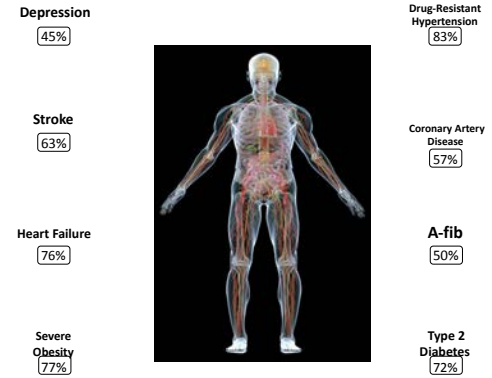 Depression
45%
Stroke
63%
Heart Failure
76%
Severe
Obesity
77%
Drug-Resistant
Hypertension
83%
Coronary Artery
Disease
57%
A-fib
50%
Type 2
Diabetes
72%